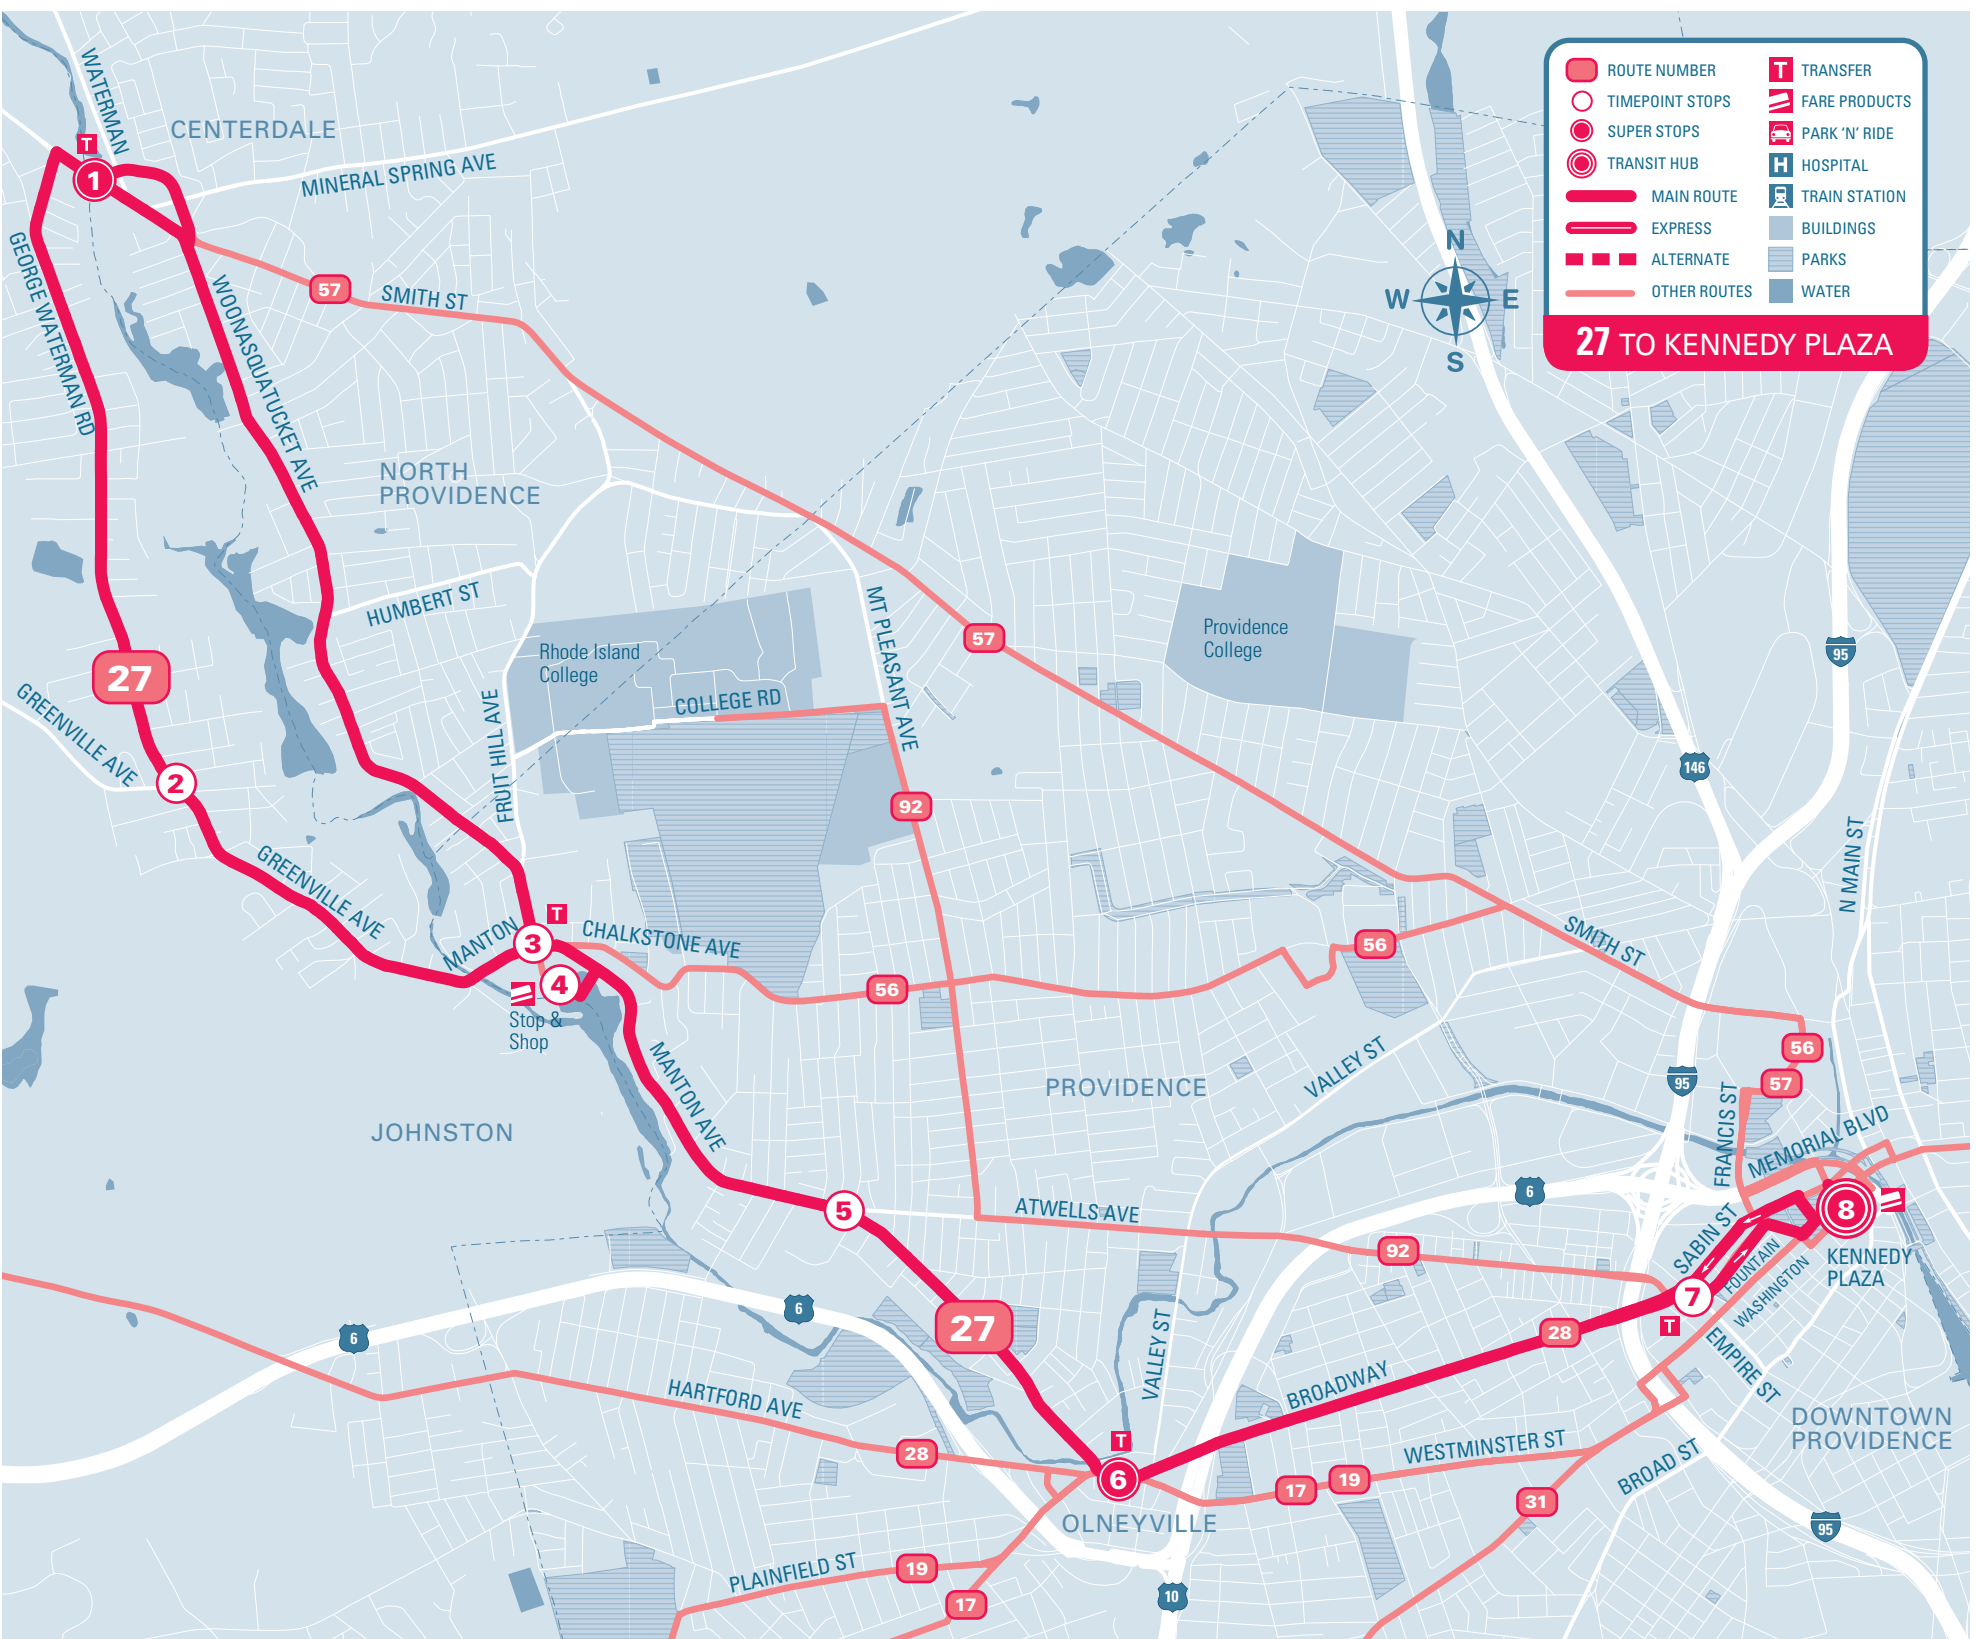 WATERMAN
CENTERDALE
T
1
MINERAL SPRING AVE
GEORGE WATERMAN RD
WOONASQUATUCKET AVE
57
SMITH ST
NORTH
PROVIDENCE
HUMBERT ST
Rhode Island
College
COLLEGE RD
MT PLEASANT AVE
57
Providence
College
27
GREENVILLE AVE
2
FRUIT HILL AVE
92
GREENVILLE AVE
MANTON
T
3
CHALKSTONE AVE
4
Stop &
Shop
56
56
SMITH ST
MANTON AVE
PROVIDENCE
VALLEY ST
JOHNSTON
5
ATWELLS AVE
92
6
6
6
27
HARTFORD AVE
28
VALLEY ST
T
6
OLNEYVILLE
BROADWAY
28
WESTMINSTER ST
17
19
31
BROAD ST
PLAINFIELD ST
19
17
10
95
146
N MAIN ST
95
56
57
FRANCIS ST
MEMORIAL BLVD
SABIN ST
FOUNTAIN
WASHINGTON
EMPIRE ST
7
T
8
KENNEDY
PLAZA
DOWNTOWN
PROVIDENCE
95
N
W E
S
ROUTE NUMBER
TIMEPOINT STOPS
SUPER STOPS
TRANSIT HUB
MAIN ROUTE
EXPRESS
ALTERNATE
OTHER ROUTES
T TRANSFER
FARE PRODUCTS
PARK 'N' RIDE
H HOSPITAL
TRAIN STATION
BUILDINGS
PARKS
WATER
27 TO KENNEDY PLAZA